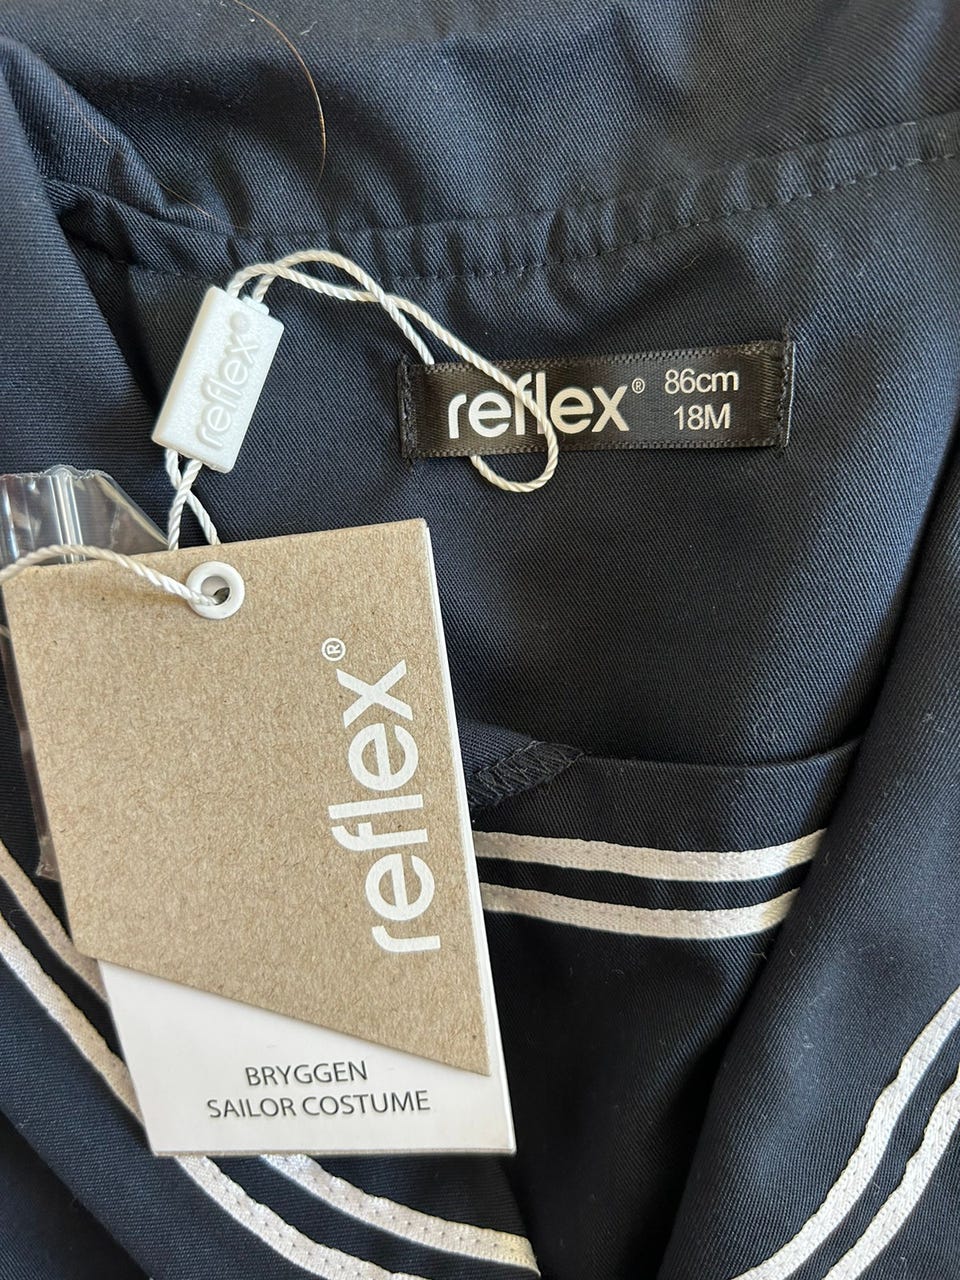 reflex®
reflex® 86cm
18M
reflex®
BRYGGEN
SAILOR COSTUME